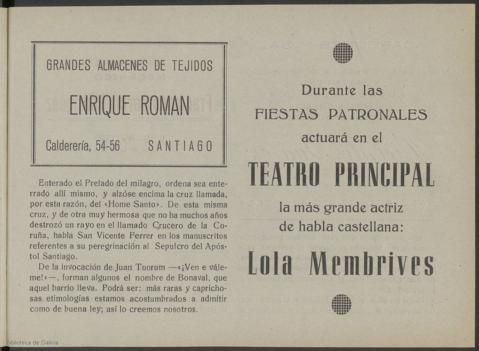 GRANDES ALMACENES DE TEJIDOS
ENRIQUE ROMAN
Calderería, 54-56 SANTIAGO
Enterado el Prelado del milagro, ordena sea ente-
rrado allí mismo, y alzóse encima la cruz llamada,
por esta razón, del «Home Santo». De esta misma
cruz, y de otra muy hermosa que no ha muchos años
destrozó un rayo en el llamado Crucero de la Co-
ruña, habla San Vicente Ferrer en los manuscritos
referentes a su peregrinación al Sepulcro del Após-
tol Santiago.
De la invocación de Juan Tuorum —«¡Ven e vále-
me!»—, forman algunos el nombre de Bonaval, que
aquel barrio lleva. Podrá ser: más raras y capricho-
sas etimologías estamos acostumbrados a admitir
como de buena ley; así lo creemos nosotros.
Durante las
FIESTAS PATRONALES
actuará en el
TEATRO PRINCIPAL
la más grande actriz
de habla castellana:
Lola Membrives
Biblioteca de Galicia